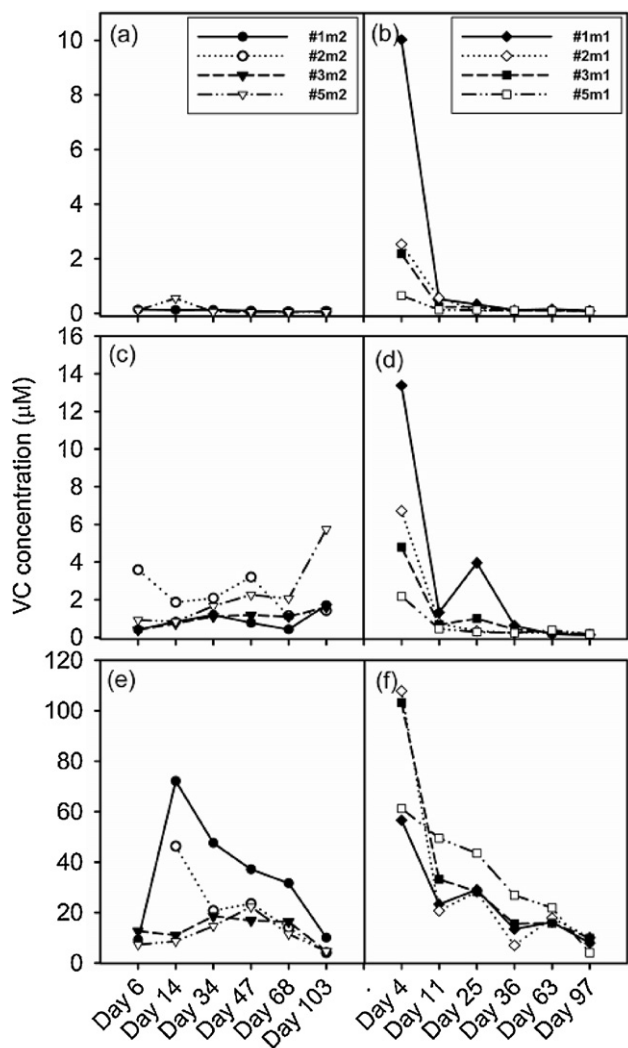 (a)
#1m2
#2m2
#3m2
#5m2
(b)
#1m1
#2m1
#3m1
#5m1
10
8
6
4
2
0
VC concentration (μM)
(c)
(d)
16
14
12
10
8
6
4
2
0
(e)
(f)
120
100
80
60
40
20
0
Day 6
Day 14
Day 34
Day 47
Day 68
Day 103
Day 4
Day 11
Day 25
Day 36
Day 63
Day 97